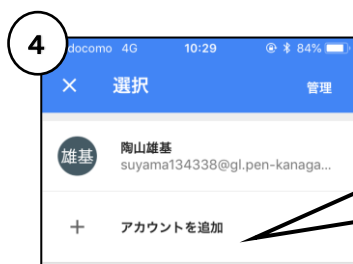 4
docomo 4G 10:29 84%
× 選択 管理
雄基 陶山雄基
suyama134338@gl.pen-kanaga...
+ アカウントを追加